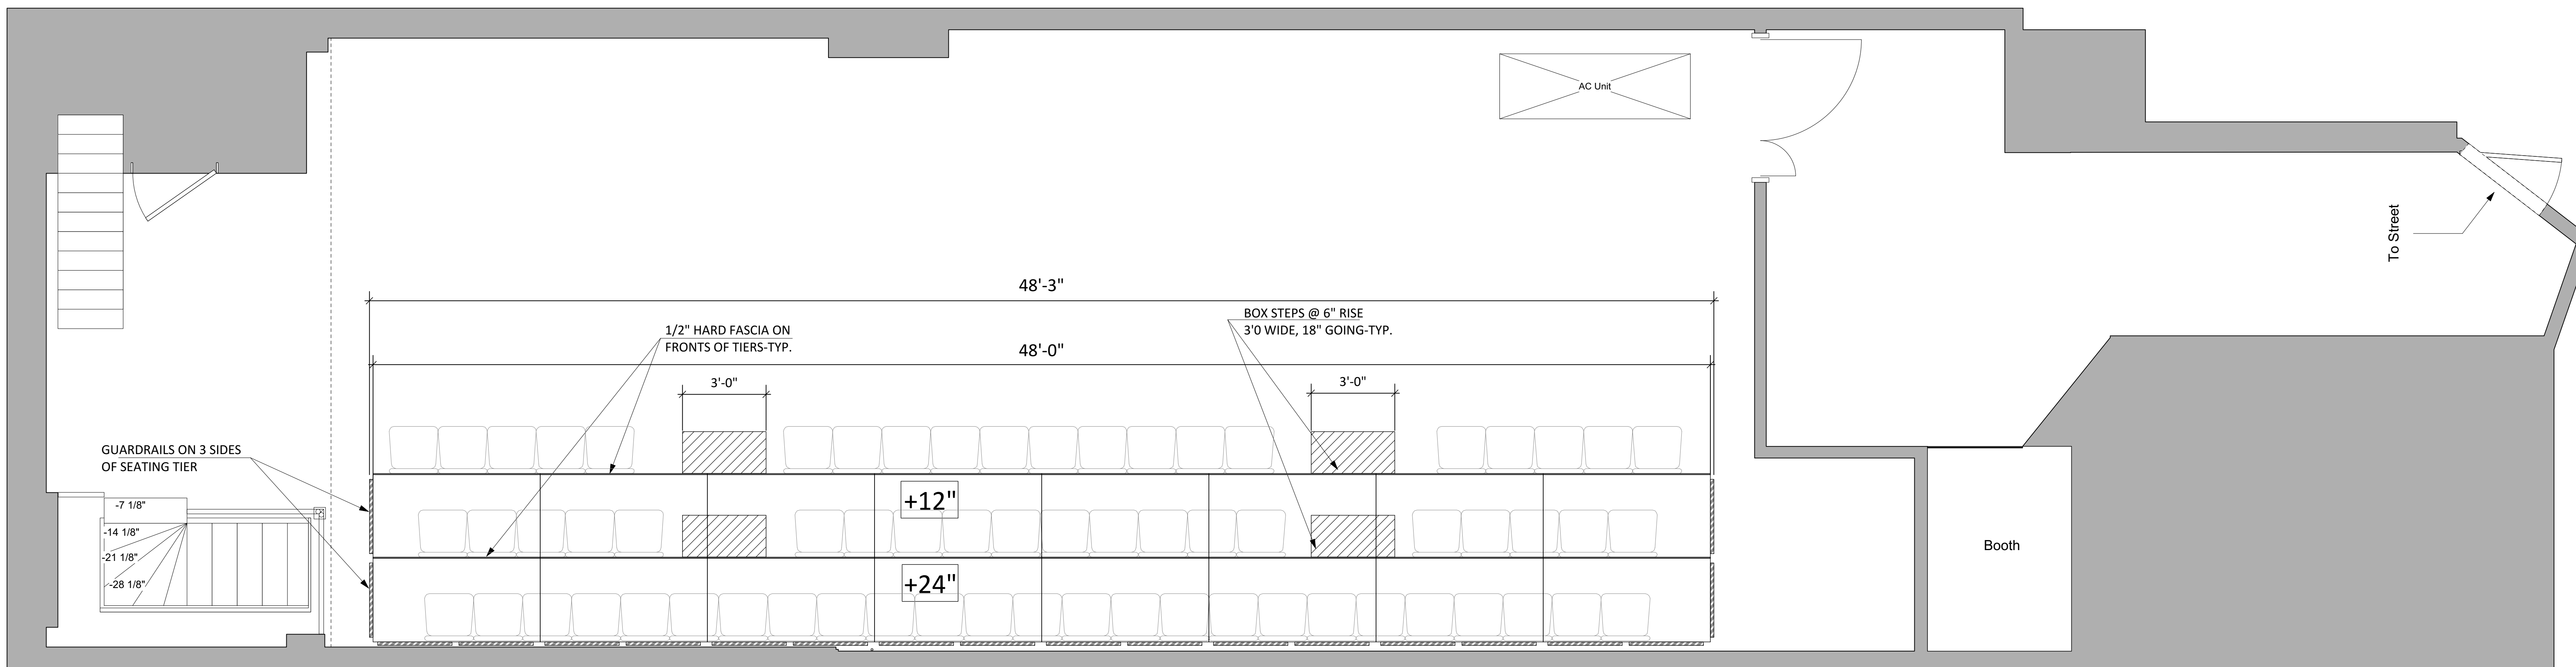 AC Unit
To Street
48'-3"
1/2" HARD FASCIA ON
FRONTS OF TIERS-TYP.
BOX STEPS @ 6" RISE
3'0 WIDE, 18" GOING-TYP.
48'-0"
3'-0"
3'-0"
GUARDRAILS ON 3 SIDES
OF SEATING TIER
-7 1/8"
-14 1/8"
-21 1/8"
-28 1/8"
+12"
+24"
Booth